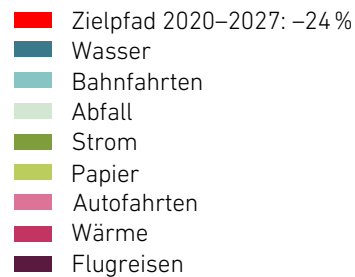 Zielpfad 2020–2027: –24 %
Wasser
Bahnfahrten
Abfall
Strom
Papier
Autofahrten
Wärme
Flugreisen